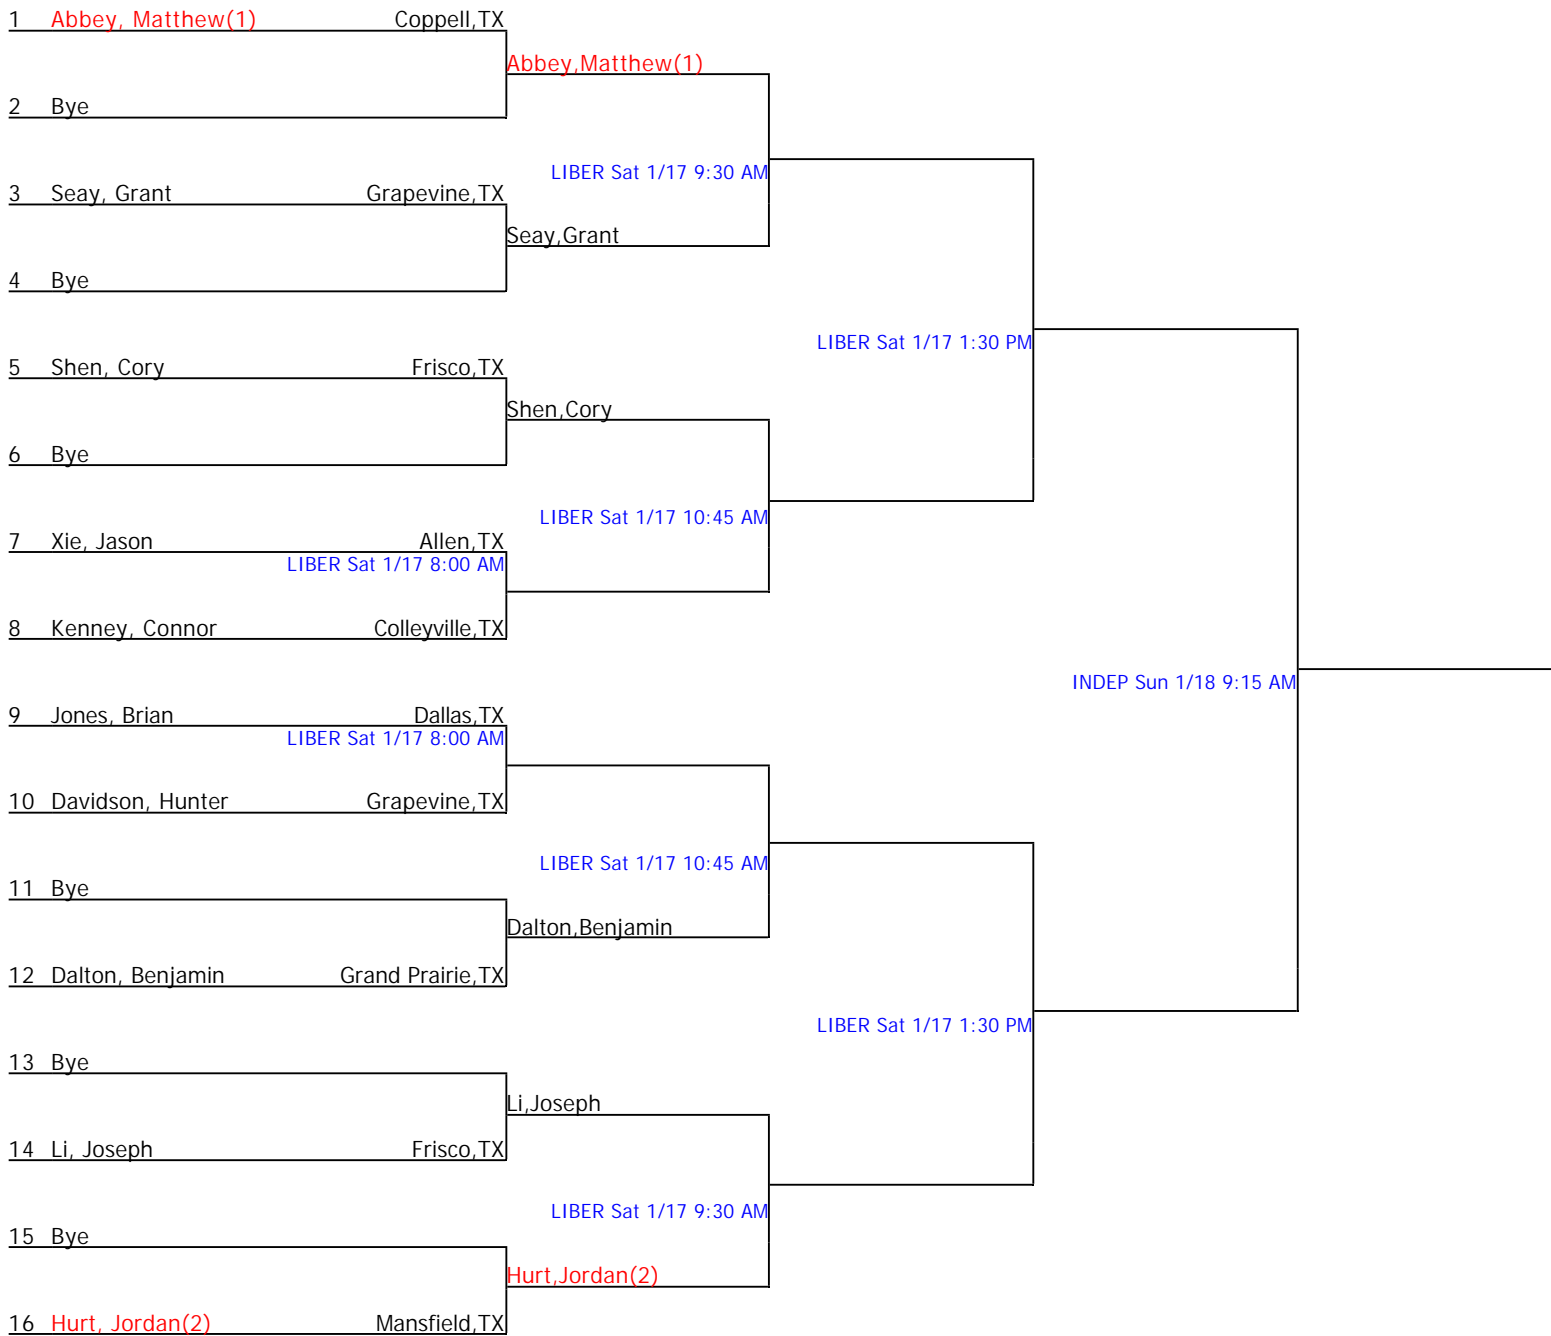 1 Abbey, Matthew(1) Coppell,TX
Abbey,Matthew(1)
2 Bye
LIBER Sat 1/17 9:30 AM
3 Seay, Grant Grapevine,TX
Seay,Grant
4 Bye
LIBER Sat 1/17 1:30 PM
5 Shen, Cory Frisco,TX
Shen,Cory
6 Bye
LIBER Sat 1/17 10:45 AM
7 Xie, Jason Allen,TX
LIBER Sat 1/17 8:00 AM
8 Kenney, Connor Colleyville,TX
INDEP Sun 1/18 9:15 AM
9 Jones, Brian Dallas,TX
LIBER Sat 1/17 8:00 AM
10 Davidson, Hunter Grapevine,TX
LIBER Sat 1/17 10:45 AM
11 Bye
Dalton,Benjamin
12 Dalton, Benjamin Grand Prairie,TX
LIBER Sat 1/17 1:30 PM
13 Bye
Li,Joseph
14 Li, Joseph Frisco,TX
LIBER Sat 1/17 9:30 AM
15 Bye
Hurt,Jordan(2)
16 Hurt, Jordan(2) Mansfield,TX